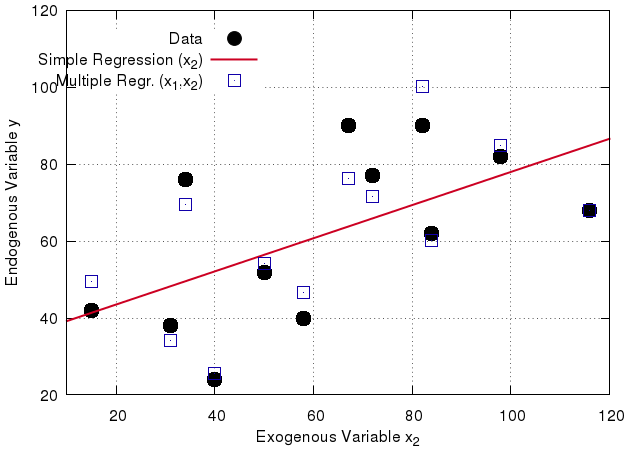 120
100
80
60
40
20
Endogenous Variable y
Data
Simple Regression (x2)
Multiple Regr. (x1,x2)
20 40 60 80 100 120
Exogenous Variable x2